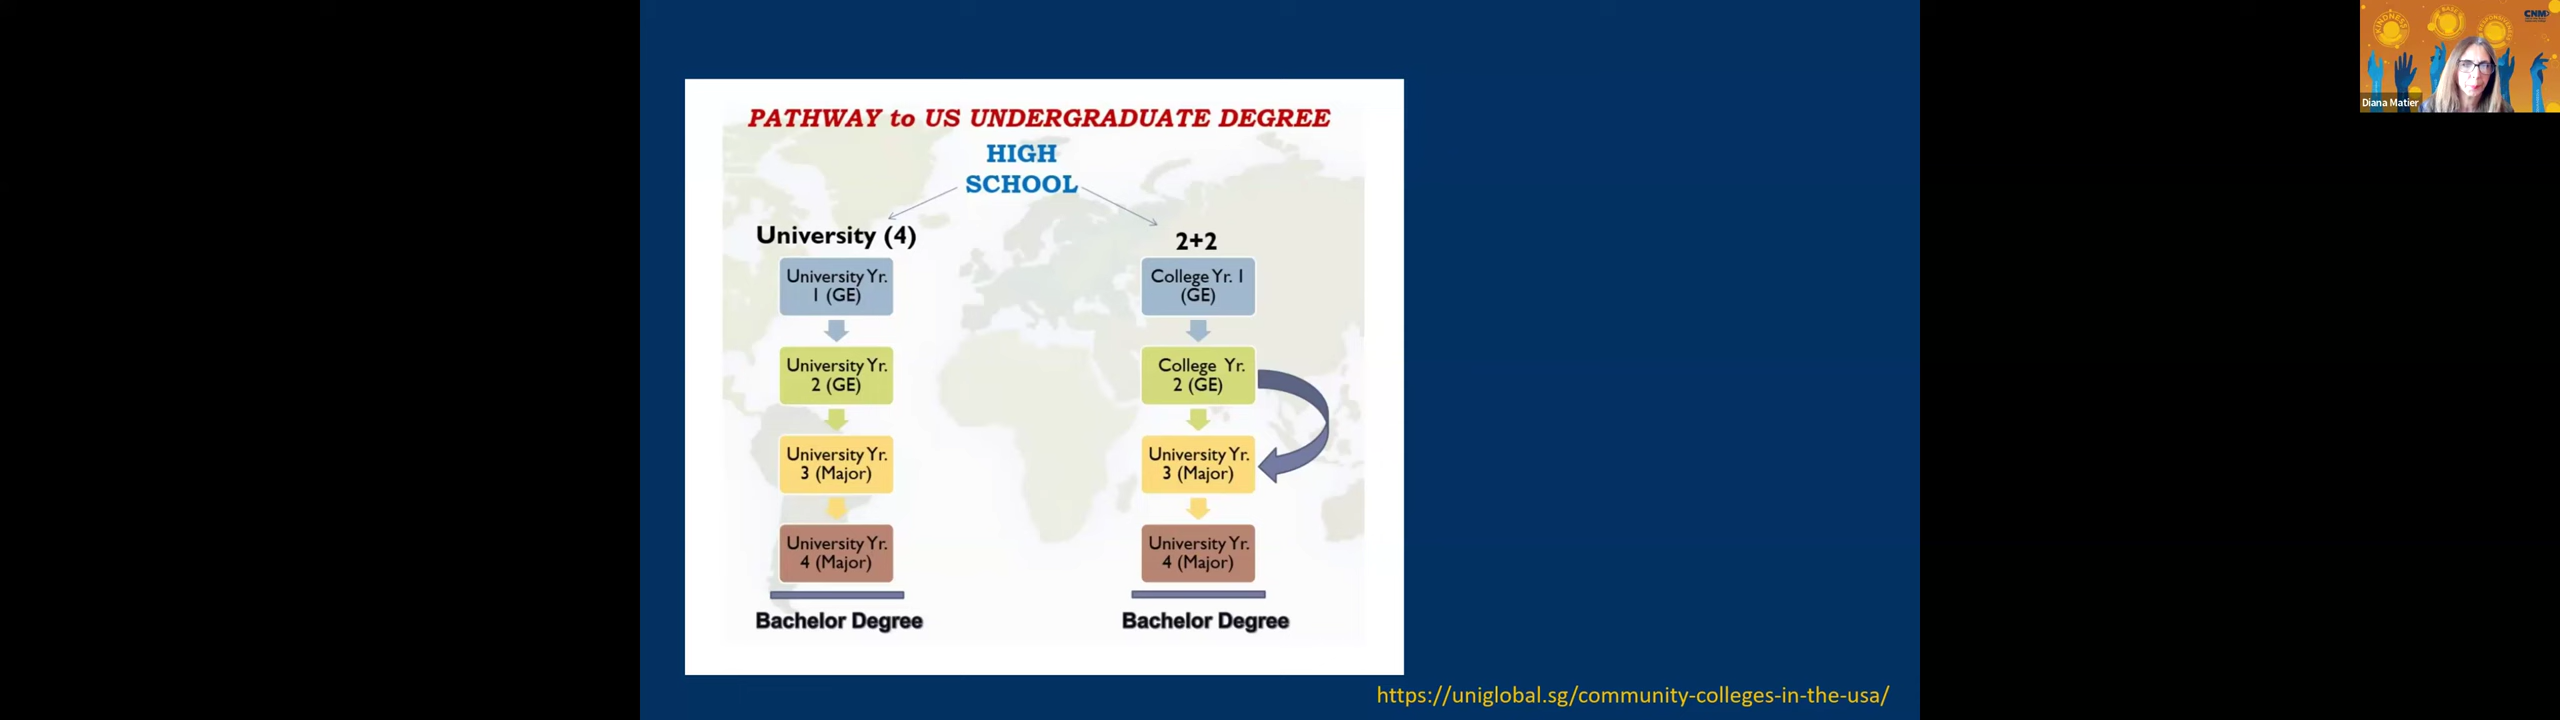 PATHWAY to US UNDERGRADUATE DEGREE
HIGH
SCHOOL
University (4)
University Yr.
1 (GE)
University Yr.
2 (GE)
University Yr.
3 (Major)
University Yr.
4 (Major)
Bachelor Degree
2+2
College Yr. 1
(GE)
College Yr.
2 (GE)
University Yr.
3 (Major)
University Yr.
4 (Major)
Bachelor Degree
https://uniglobal.sg/community-colleges-in-the-usa/
KINDNESS
CNM
Diana Matier